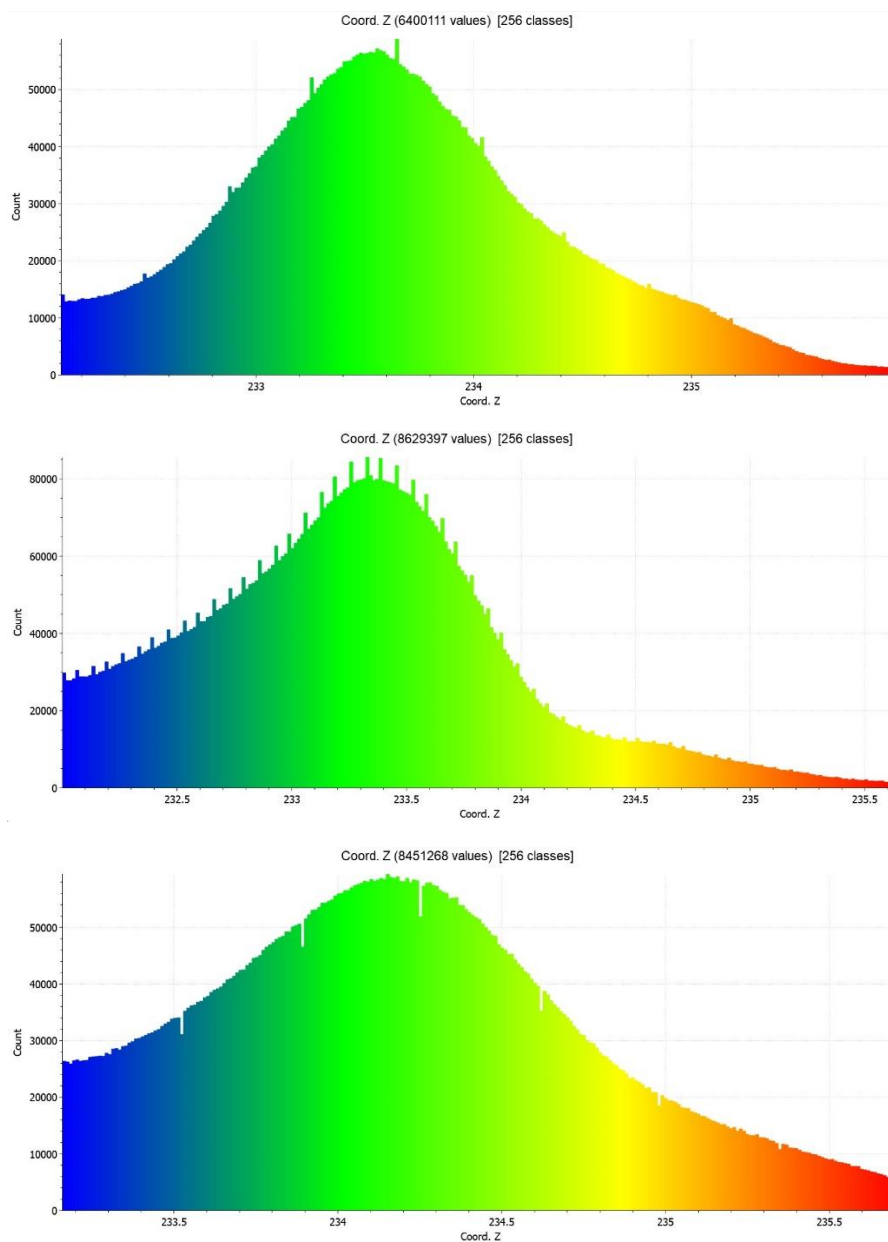 Coord. Z (6400111 values) [256 classes]
50000
40000
30000
20000
10000
0
Count
233 234 235
Coord. Z
Coord. Z (8629397 values) [256 classes]
80000
60000
40000
20000
0
Count
232.5 233 233.5 234 234.5 235 235.5
Coord. Z
Coord. Z (8451268 values) [256 classes]
50000
40000
30000
20000
10000
0
Count
233.5 234 234.5 235 235.5
Coord. Z